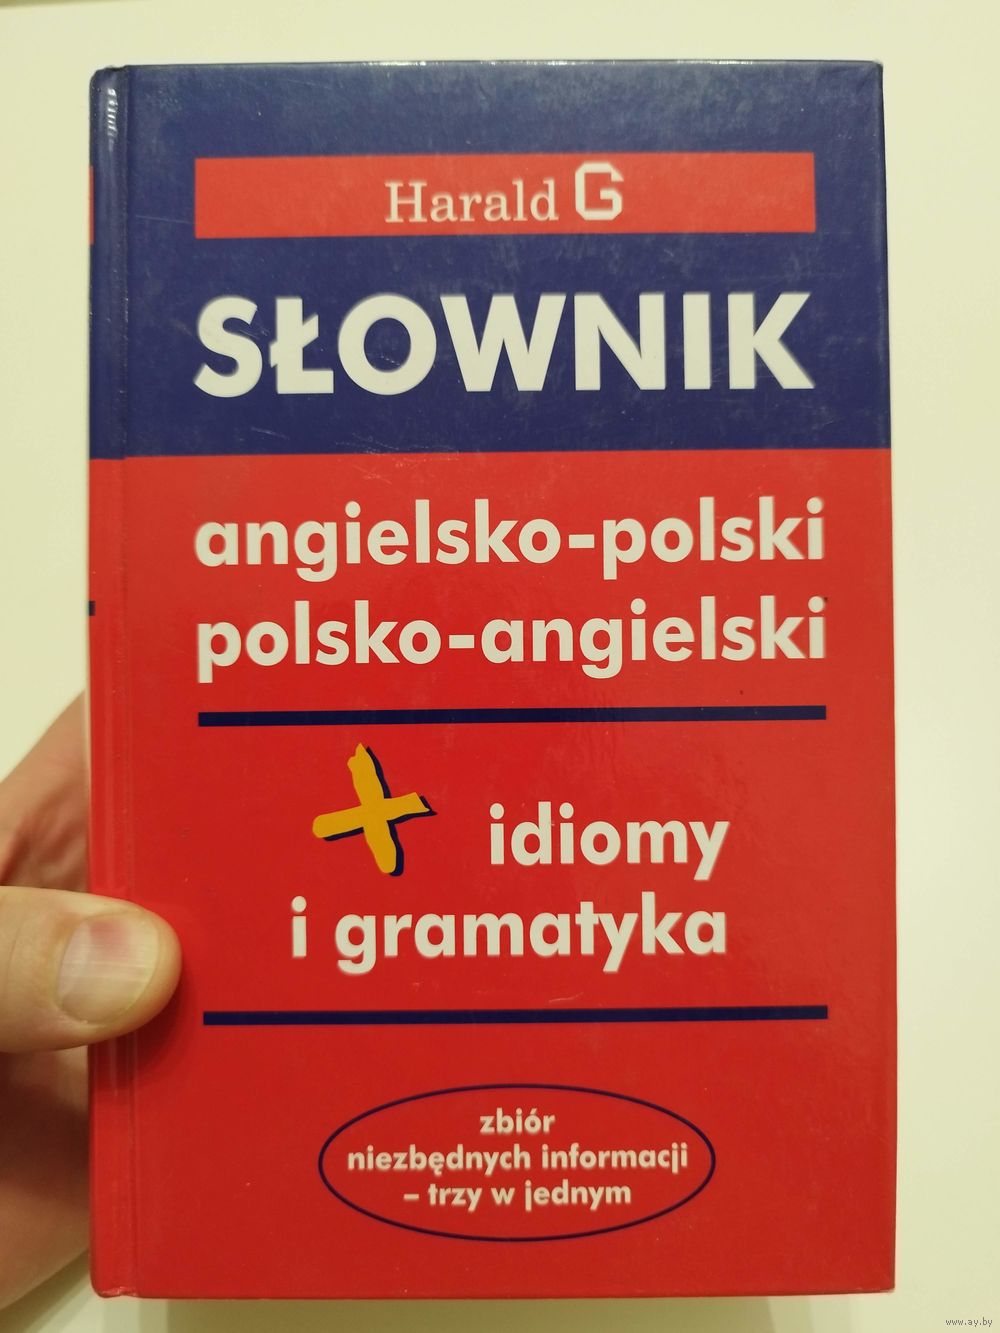 Harald G
SŁOWNIK
angielsko-polski
polsko-angielski
+ idiomy
i gramatyka
zbiór
niezbędnych informacji
– trzy w jednym
www.ay.by